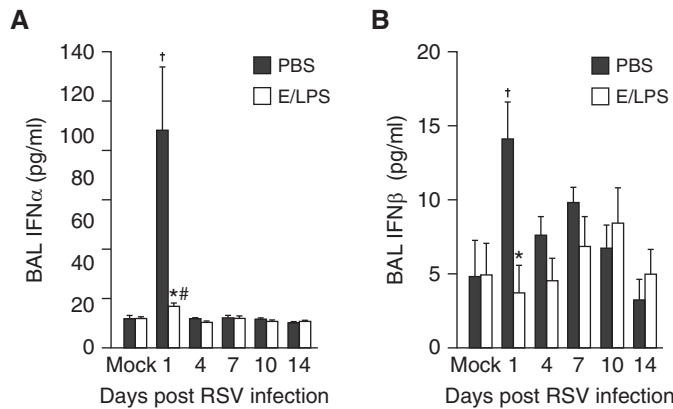 A
BAL IFNα (pg/ml)
140
120
100
80
60
40
20
0
†
*#
PBS
E/LPS
Mock 1 4 7 10 14
Days post RSV infection
B
BAL IFNβ (pg/ml)
20
15
10
5
0
†
*
PBS
E/LPS
Mock 1 4 7 10 14
Days post RSV infection